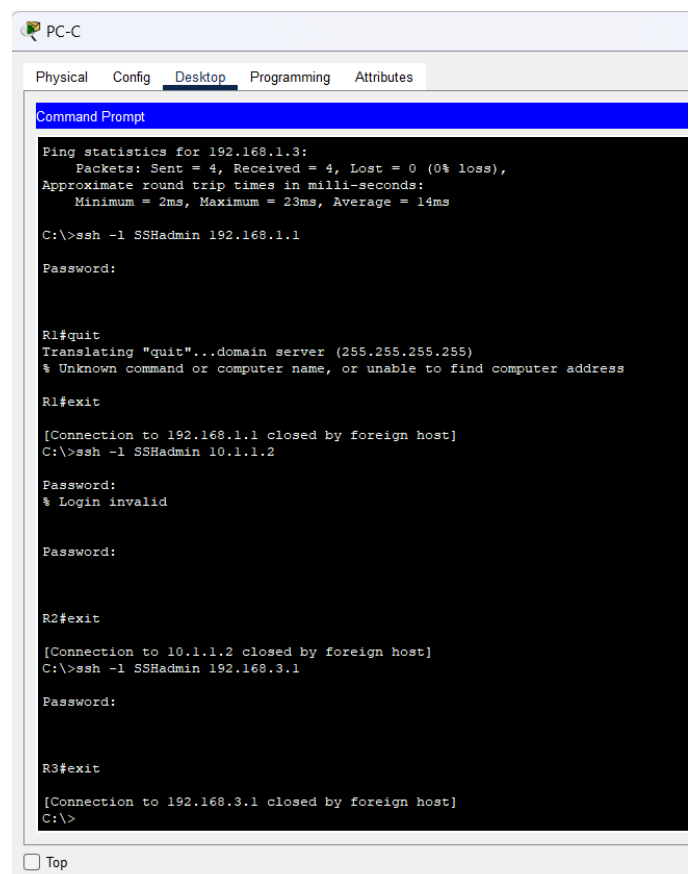 PC-C
Physical Config Desktop Programming Attributes
Command Prompt
Ping statistics for 192.168.1.3:
    Packets: Sent = 4, Received = 4, Lost = 0 (0% loss),
Approximate round trip times in milli-seconds:
    Minimum = 2ms, Maximum = 23ms, Average = 14ms
C:\>ssh -l SSHadmin 192.168.1.1
Password:
R1#quit
Translating "quit"...domain server (255.255.255.255)
% Unknown command or computer name, or unable to find computer address
R1#exit
[Connection to 192.168.1.1 closed by foreign host]
C:\>ssh -l SSHadmin 10.1.1.2
Password:
% Login invalid
Password:
R2#exit
[Connection to 10.1.1.2 closed by foreign host]
C:\>ssh -l SSHadmin 192.168.3.1
Password:
R3#exit
[Connection to 192.168.3.1 closed by foreign host]
C:\>
Top